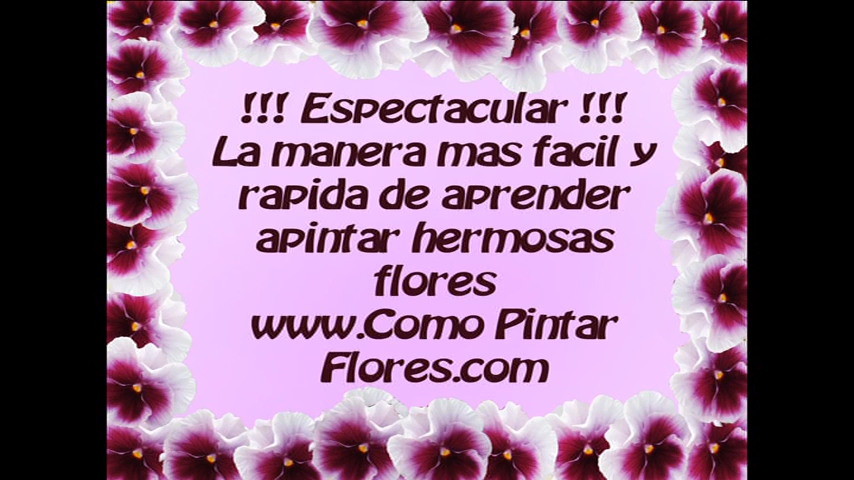 !!! Espectacular !!!
La manera mas facil y
rapida de aprender
apintar hermosas
flores
www.Como Pintar
Flores.com